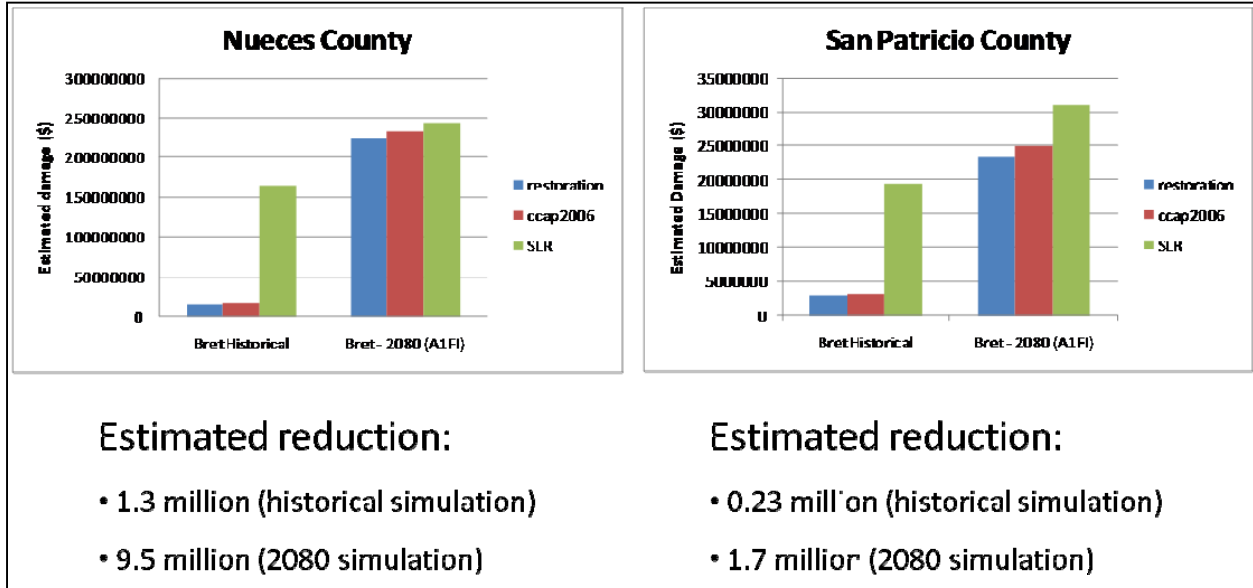 Nueces County
Estimated damage ($)
300000000
250000000
200000000
150000000
100000000
50000000
0
Bret Historical
Bret - 2080 (A1FI)
restoration
ccap2006
SLR
San Patricio County
Estimated Damage ($)
35000000
30000000
25000000
20000000
15000000
10000000
5000000
0
Bret Historical
Bret - 2080 (A1FI)
restoration
ccap2006
SLR
Estimated reduction:
• 1.3 million (historical simulation)
• 9.5 million (2080 simulation)
Estimated reduction:
• 0.23 million (historical simulation)
• 1.7 million (2080 simulation)